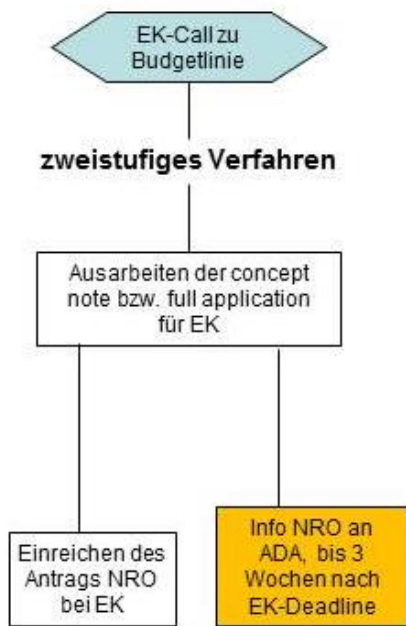 EK-Call zu
Budgetlinie
zweistufiges Verfahren
Ausarbeiten der concept
note bzw. full application
für EK
Einreichen des
Antrags NRO
bei EK
Info NRO an
ADA, bis 3
Wochen nach
EK-Deadline